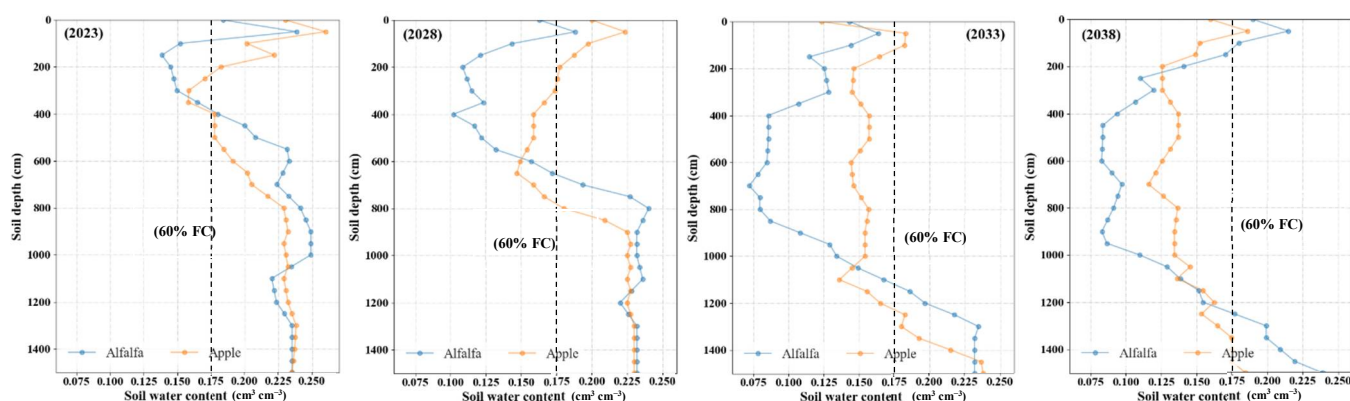 (2023)
0
200
400
600
800
1000
1200
1400
Soil depth (cm)
(60% FC)
Alfalfa Apple
0.075 0.100 0.125 0.150 0.175 0.200 0.225 0.250
Soil water content (cm³ cm⁻³)
(2028)
0
200
400
600
800
1000
1200
1400
Soil depth (cm)
(60% FC)
Alfalfa Apple
0.075 0.100 0.125 0.150 0.175 0.200 0.225 0.250
Soil water content (cm³ cm⁻³)
(2033)
0
200
400
600
800
1000
1200
1400
Soil depth (cm)
(60% FC)
Alfalfa Apple
0.075 0.100 0.125 0.150 0.175 0.200 0.225 0.250
Soil water content (cm³ cm⁻³)
(2038)
0
200
400
600
800
1000
1200
1400
Soil depth (cm)
(60% FC)
Alfalfa Apple
0.075 0.100 0.125 0.150 0.175 0.200 0.225 0.250
Soil water content (cm³ cm⁻³)